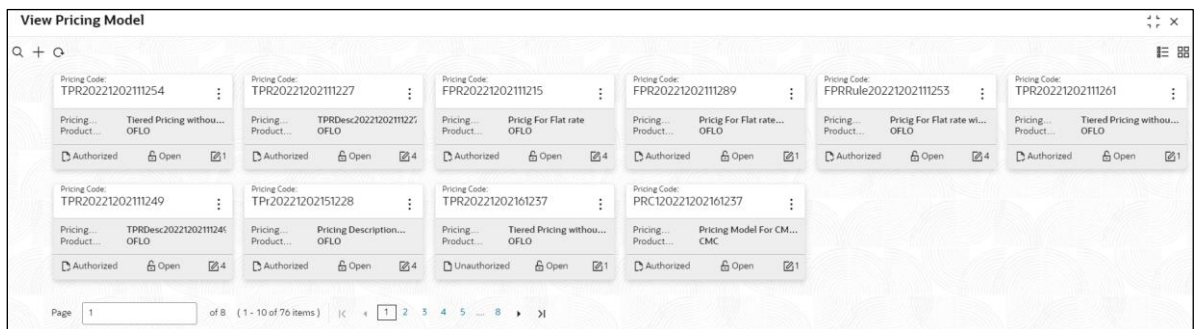 View Pricing Model
Pricing Code: Pricing Code: Pricing Code: Pricing Code: Pricing Code: Pricing Code:
TPR20221202111254 TPR20221202111227 FPR20221202111215 FPR20221202111289 FPRRule20221202111253 TPR20221202111261
Pricing... Tiered Pricing withou... Pricing... TPRDesc20221202111227 Pricing... Pricig For Flat rate Pricing... Pricig For Flat rate... Pricing... Pricig For Flat rate wi... Pricing... Tiered Pricing withou...
Product... OFLO Product... OFLO Product... OFLO Product... OFLO Product... OFLO Product... OFLO
Authorized Open 1 Authorized Open 4 Authorized Open 4 Authorized Open 1 Authorized Open 4 Authorized Open 1
Pricing Code: Pricing Code: Pricing Code: Pricing Code:
TPR20221202111249 TPr20221202151228 TPR20221202161237 PRC120221202161237
Pricing... TPRDesc20221202111249 Pricing... Pricing Description... Pricing... Tiered Pricing withou... Pricing... Pricing Model For CM...
Product... OFLO Product... OFLO Product... OFLO Product... CMC
Authorized Open 4 Authorized Open 4 Unauthorized Open 1 Authorized Open 1
Page 1 of 8 (1 - 10 of 76 items) 1 2 3 4 5 ... 8